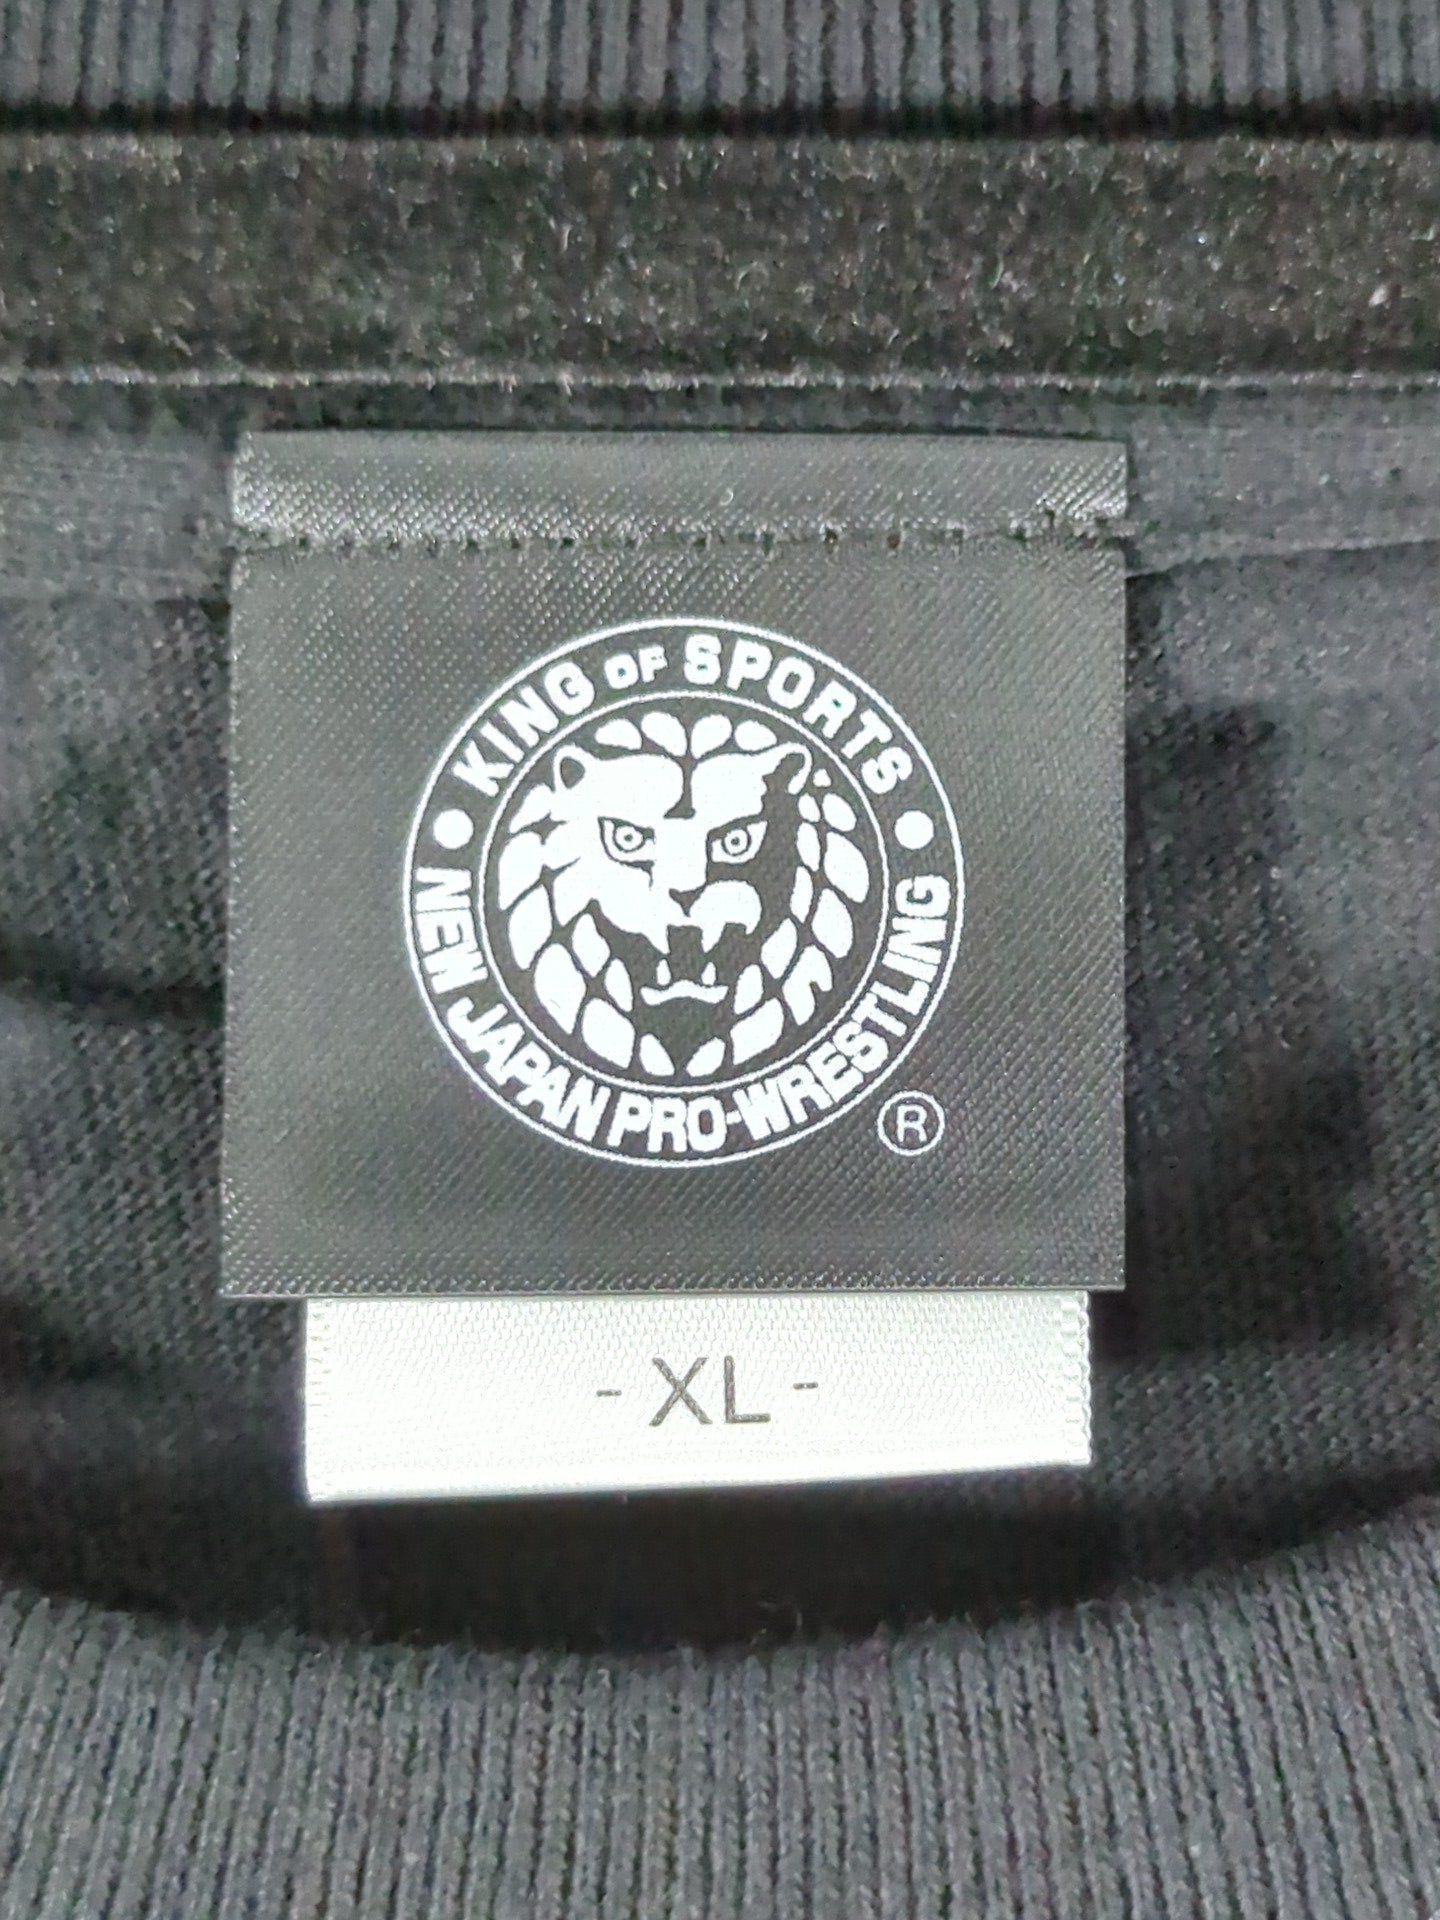 KING OF SPORTS
NEW JAPAN PRO-WRESTLING
®
- XL -